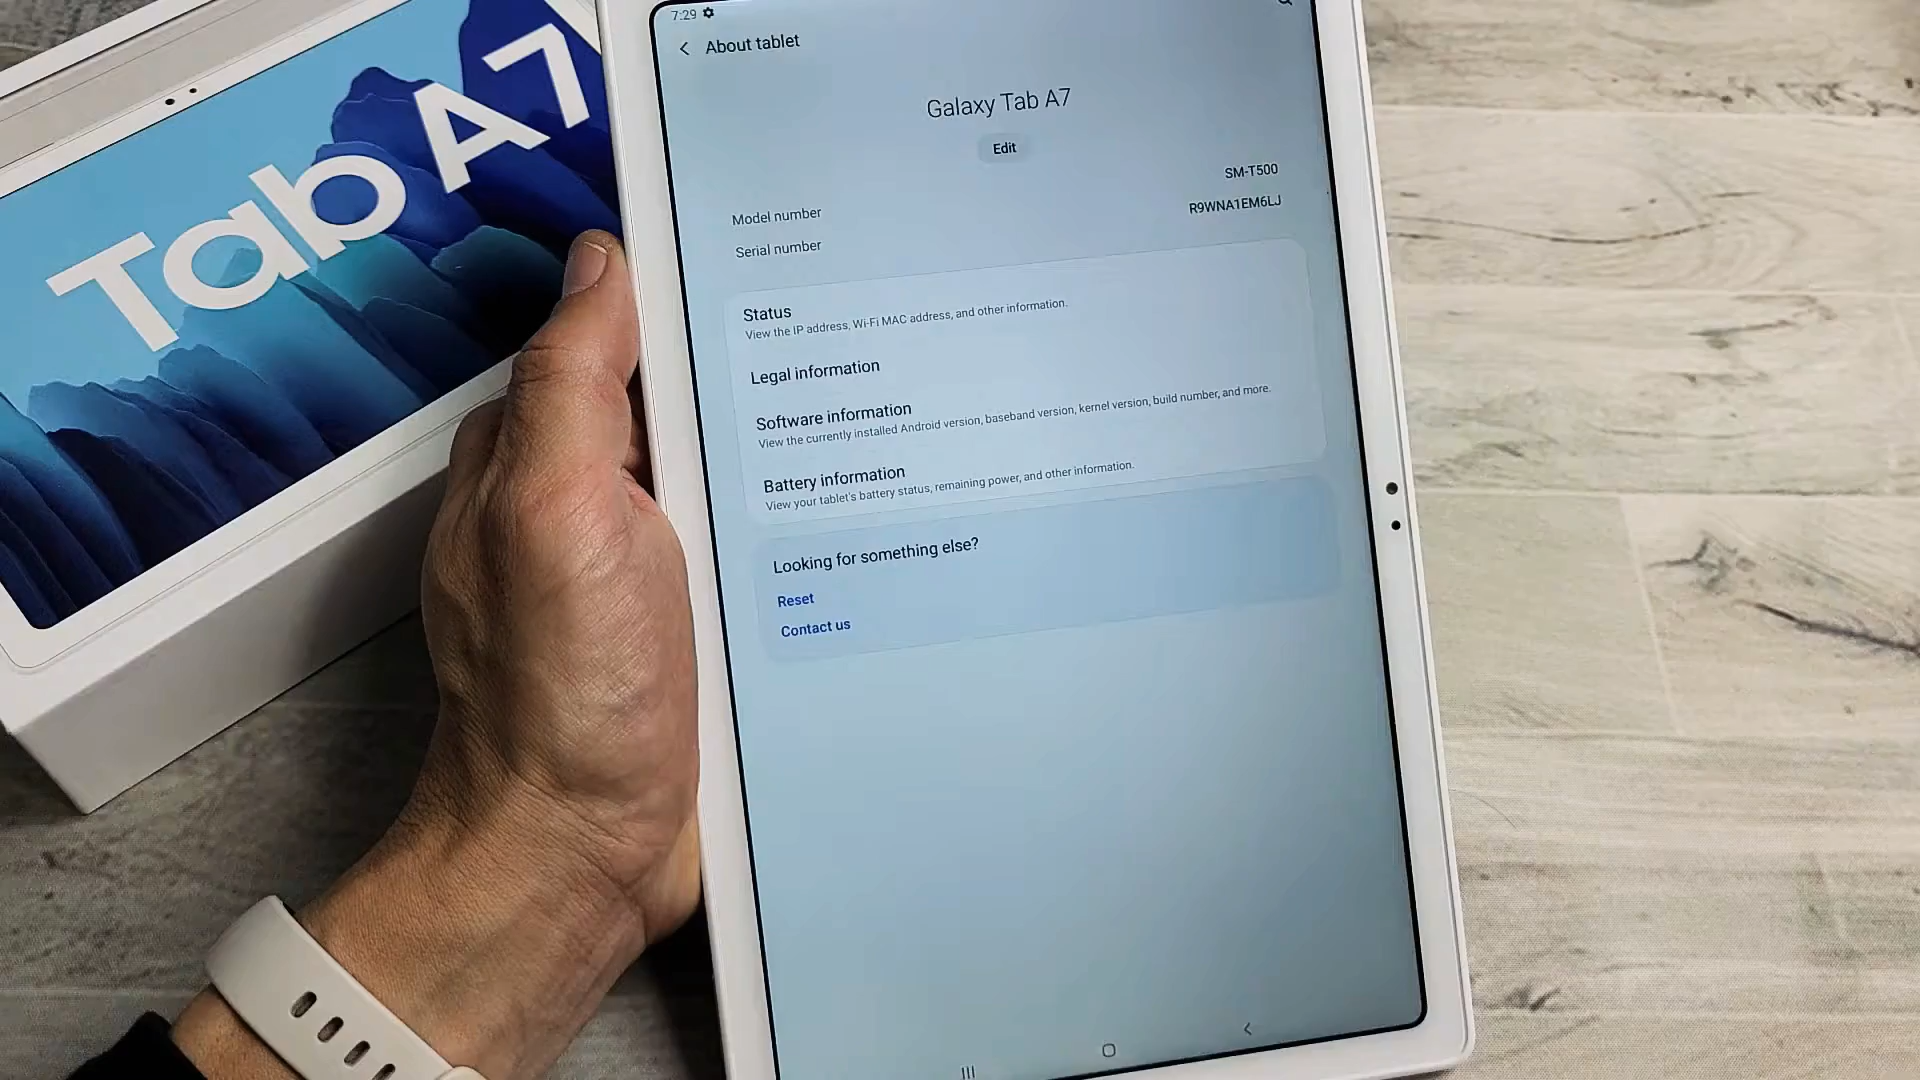 Tab A7
7:29
About tablet
Galaxy Tab A7
Edit
Model number SM-T500
Serial number R9WNA1EM6LJ
Status
View the IP address, Wi-Fi MAC address, and other information.
Legal information
Software information
View the currently installed Android version, baseband version, kernel version, build number, and more.
Battery information
View your tablet's battery status, remaining power, and other information.
Looking for something else?
Reset
Contact us